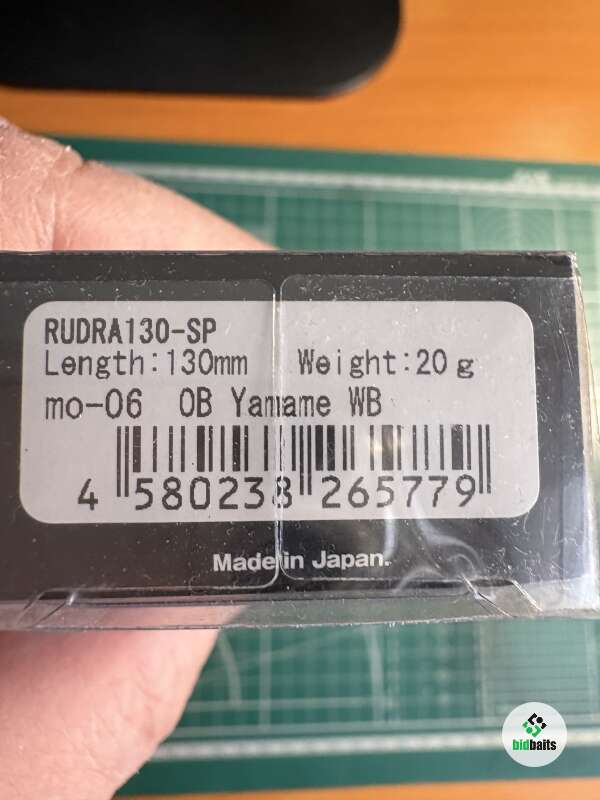 RUDRA130-SP
Length:130mm Weight:20g
mo-06 OB Yamame WB
4 580238 265779
Made in Japan.
bidbaits